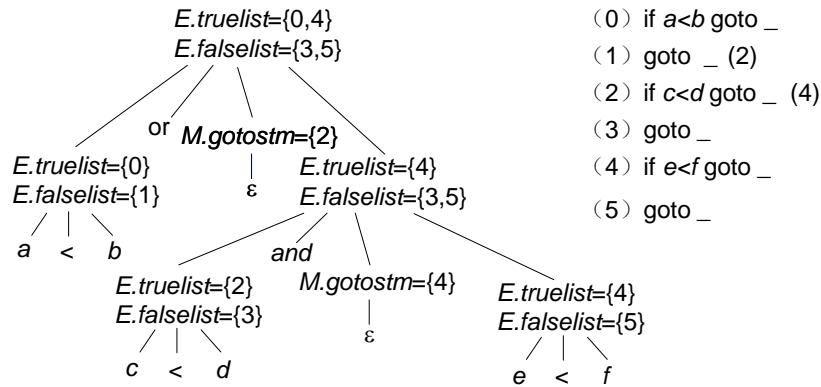 E.truelist={0,4}
E.falselist={3,5}
or
M.gotostm={2}
E.truelist={0}
E.falselist={1}
ε
E.truelist={4}
E.falselist={3,5}
a < b
and
E.truelist={2}
E.falselist={3}
M.gotostm={4}
E.truelist={4}
E.falselist={5}
ε
c < d
e < f
（0）if a<b goto _
（1）goto _ (2)
（2）if c<d goto _ (4)
（3）goto _
（4）if e<f goto _
（5）goto _